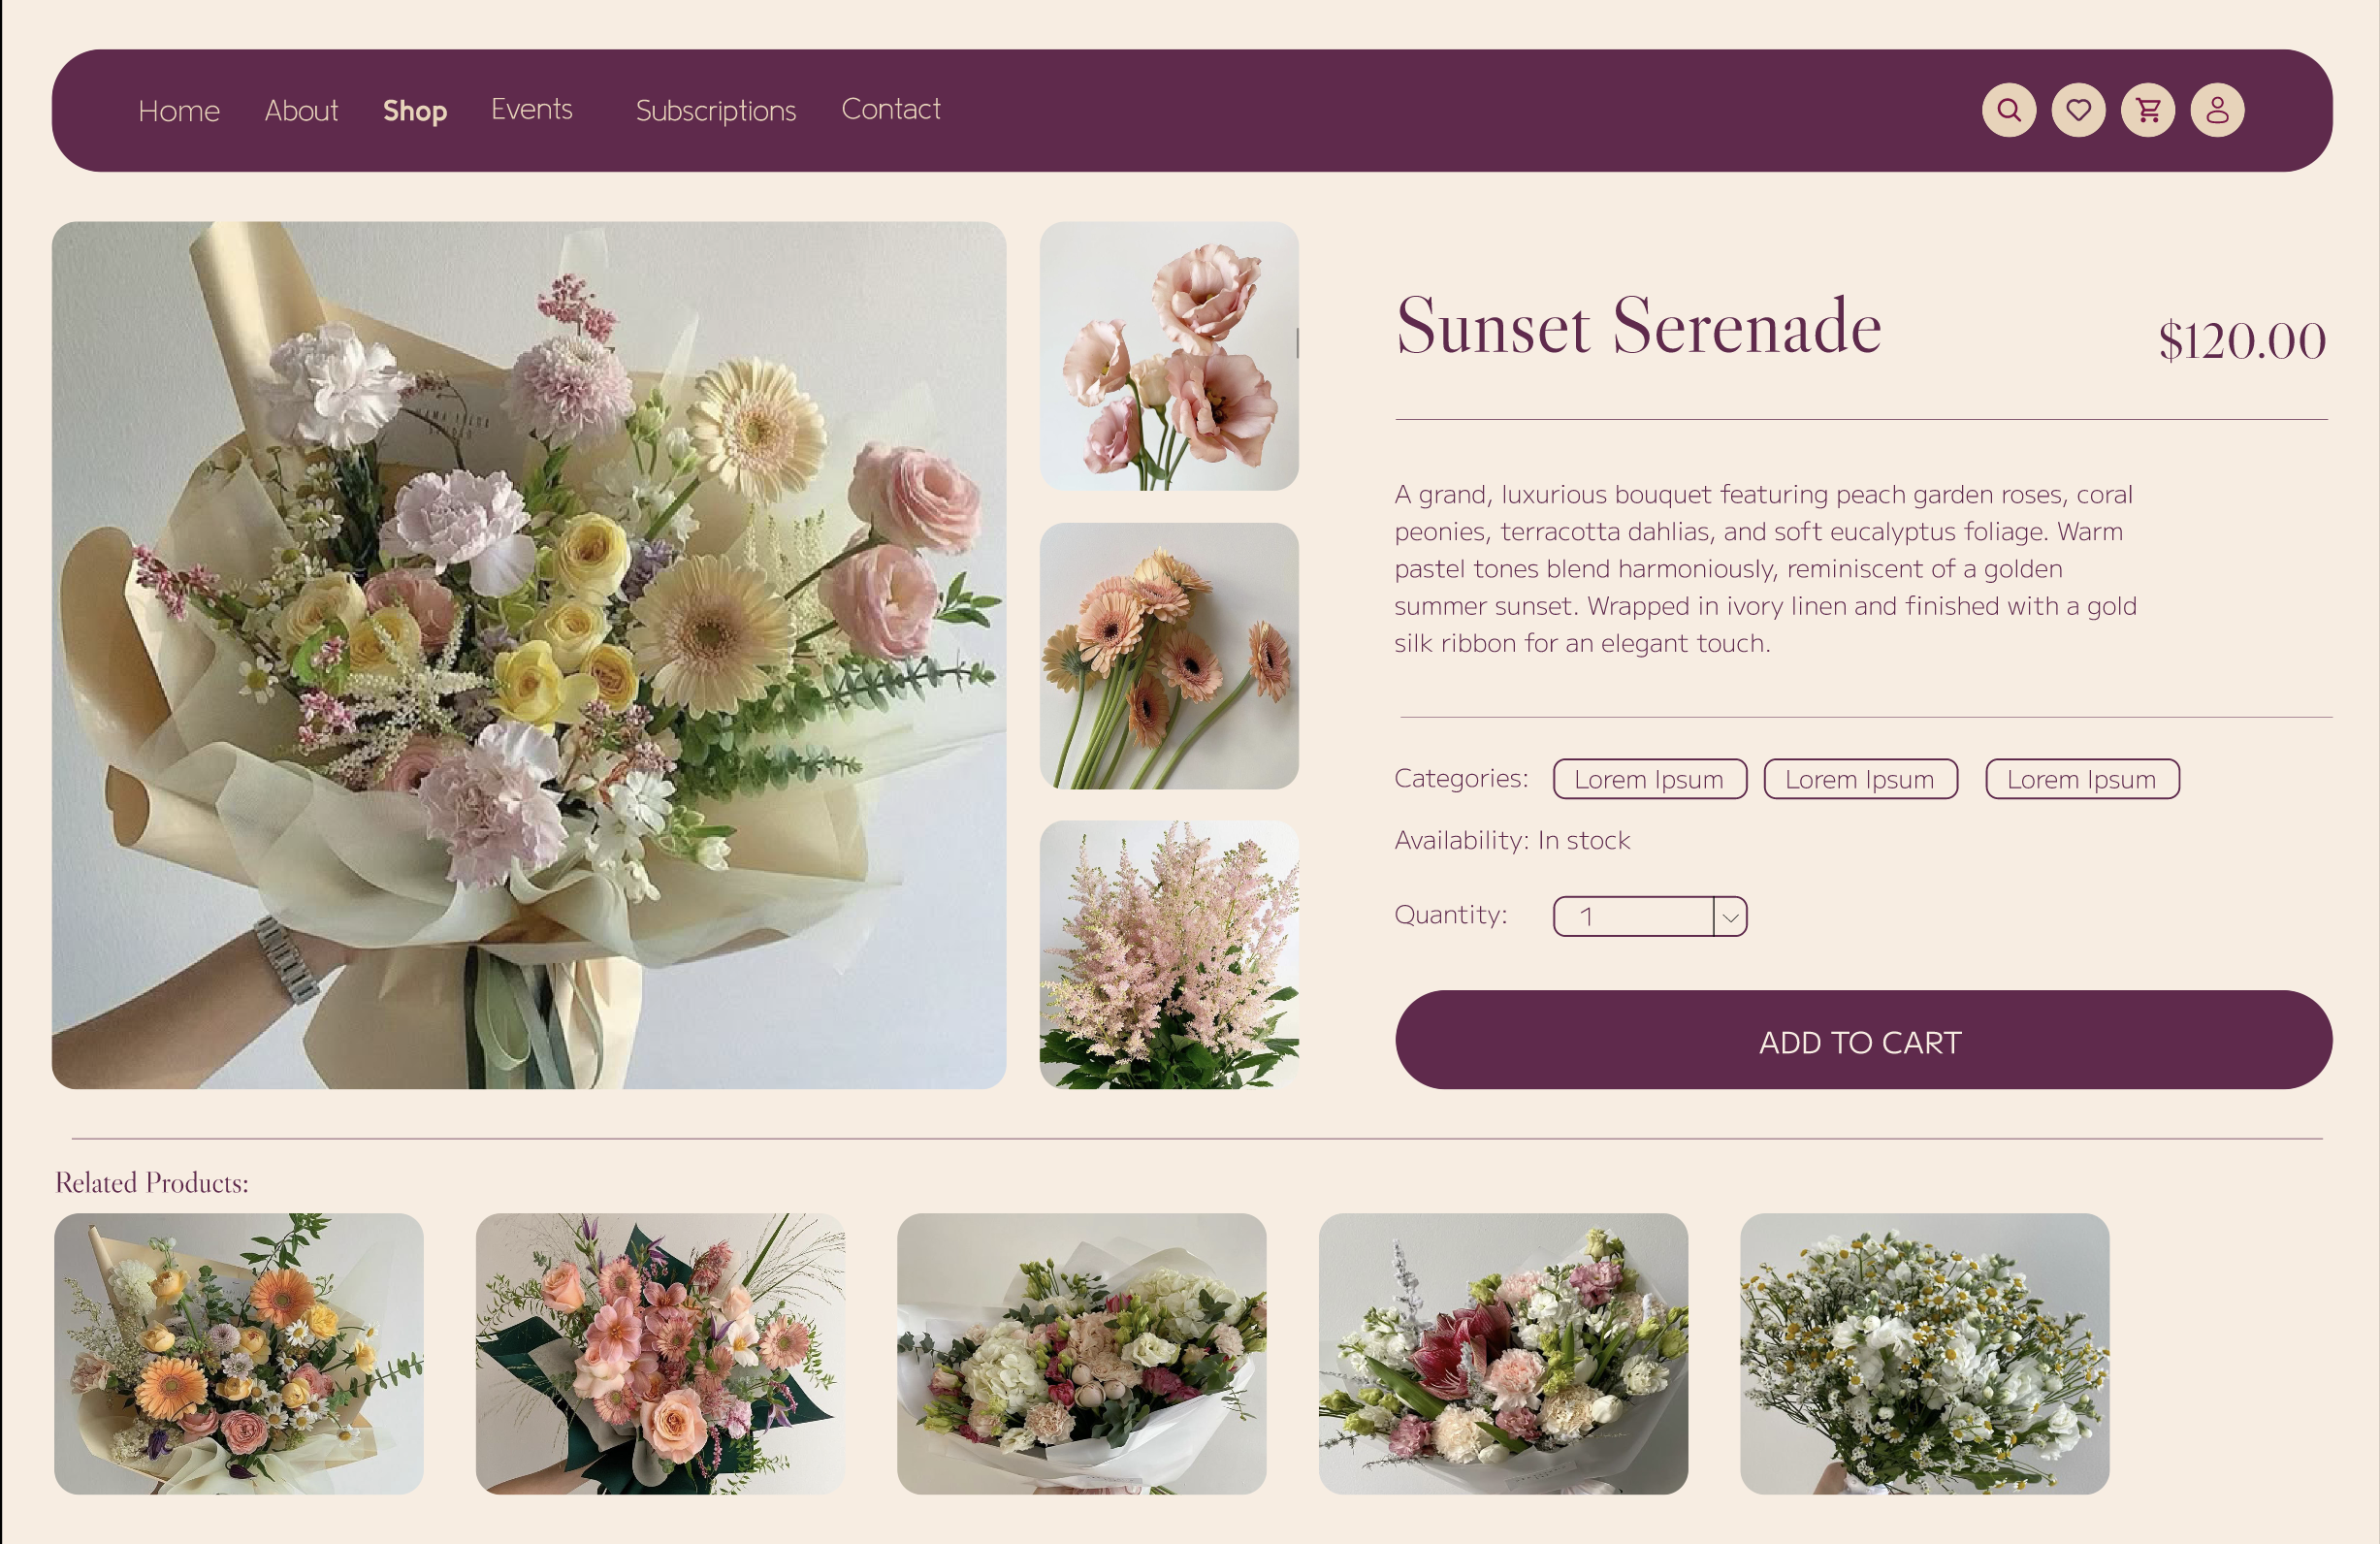 Home About Shop Events Subscriptions Contact
Sunset Serenade
$120.00
A grand, luxurious bouquet featuring peach garden roses, coral
peonies, terracotta dahlias, and soft eucalyptus foliage. Warm
pastel tones blend harmoniously, reminiscent of a golden
summer sunset. Wrapped in ivory linen and finished with a gold
silk ribbon for an elegant touch.
Categories: Lorem Ipsum Lorem Ipsum Lorem Ipsum
Availability: In stock
Quantity: 1
ADD TO CART
Related Products: